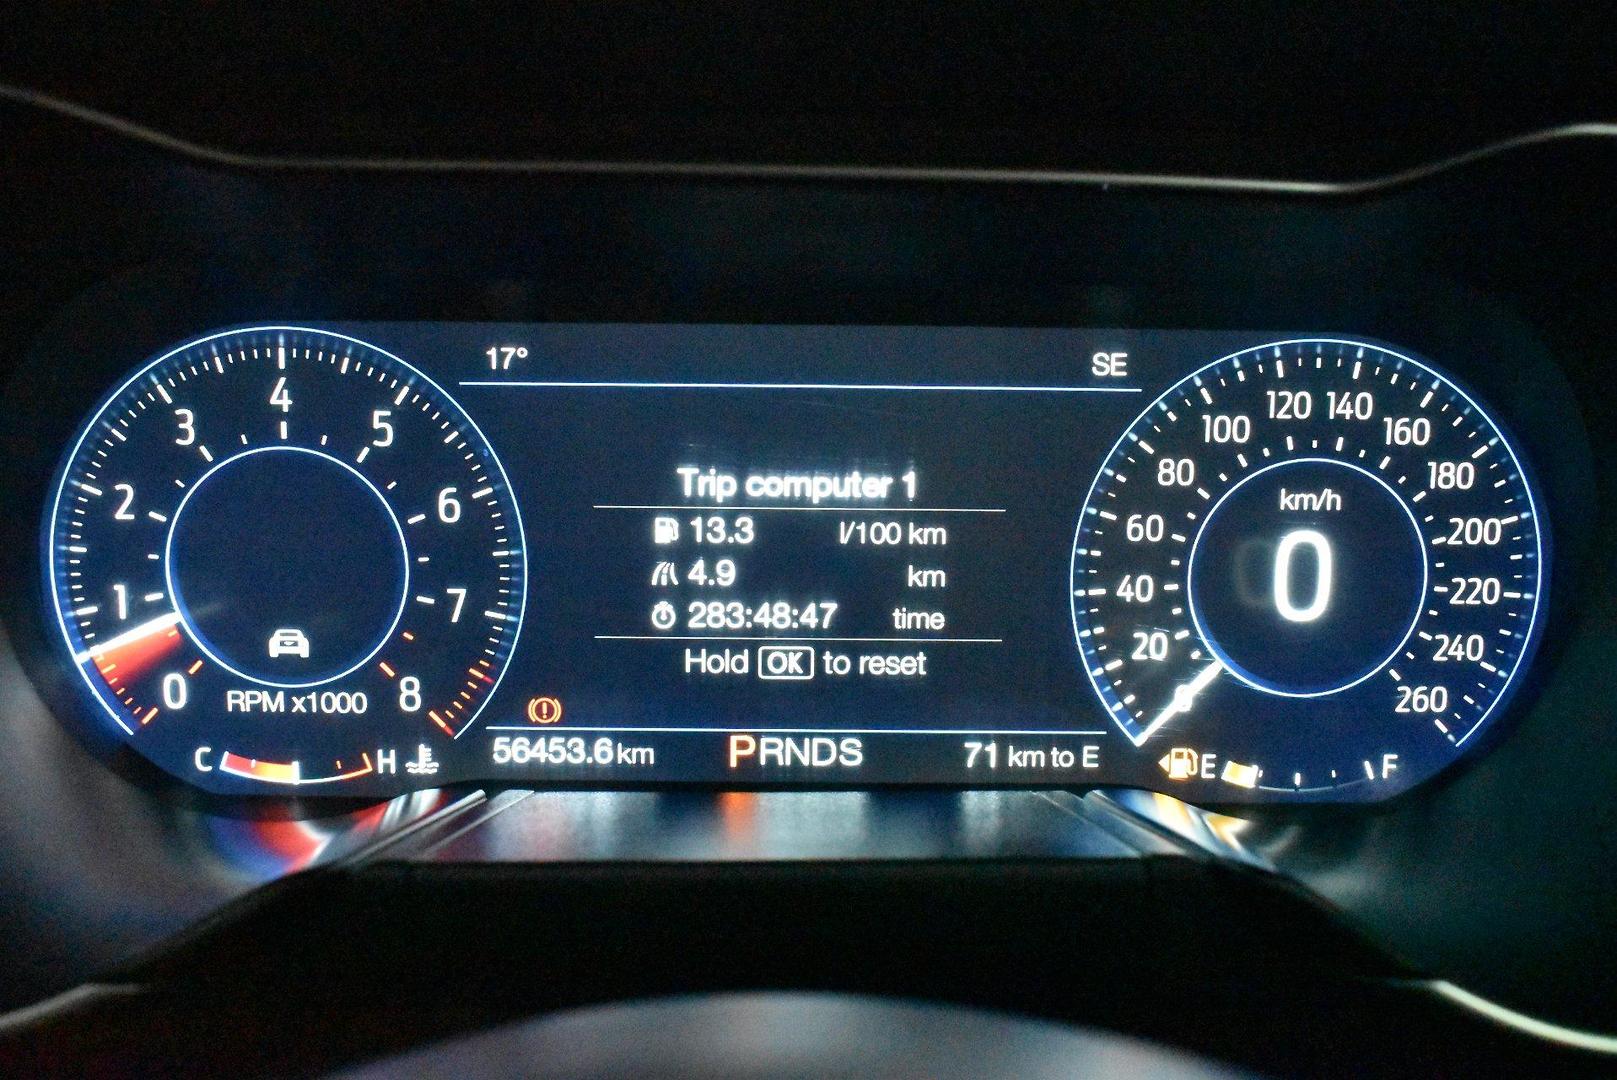 17° SE
0 1 2 3 4 5 6 7 8
RPM x1000
C H
Trip computer 1
13.3 l/100 km
4.9 km
283:48:47 time
Hold OK to reset
56453.6 km PRNDS 71 km to E
0 20 40 60 80 100 120 140 160 180 200 220 240 260
km/h
0
E F